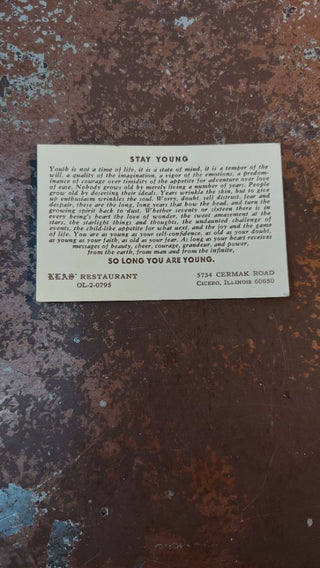 STAY YOUNG
Youth is not a time of life, it is a state of mind, it is a temper of the
will, a quality of the imagination, a vigor of the emotions, a predom-
inance of courage over timidity of the appetite for adventure over love
of ease. Nobody grows old by merely living a number of years. People
grow old by deserting their ideals. Years wrinkle the skin, but to give
up enthusiasm wrinkles the soul. Worry, doubt, self distrust, fear and
despair, these are the long, long years that bow the head, and turn the
growing spirit back to dust. Whether seventy or sixteen there is in
every being's heart the love of wonder, the sweet amazement at the
stars, the starlight things and thoughts, the undaunted challenge of
events, the child-like appetite for what next, and the joy and the game
of life. You are as young as your self-confidence, as old as your doubt,
as young as your faith, as old as your fear. As long as your heart receives
messages of beauty, cheer, courage, grandeur, and power,
from the earth, from man and from the infinite,
SO LONG YOU ARE YOUNG.
KLAS' RESTAURANT
OL-2-0795
5734 CERMAK ROAD
CICERO, ILLINOIS 60650